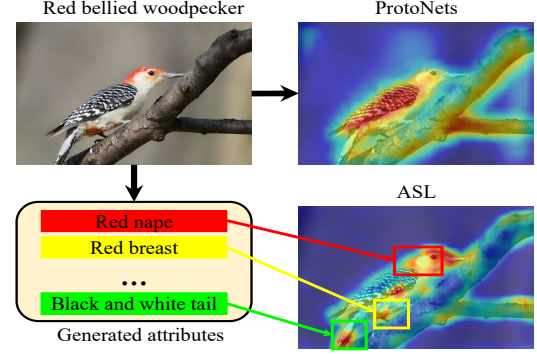 Red bellied woodpecker
ProtoNets
ASL
Red nape
Red breast
...
Black and white tail
Generated attributes